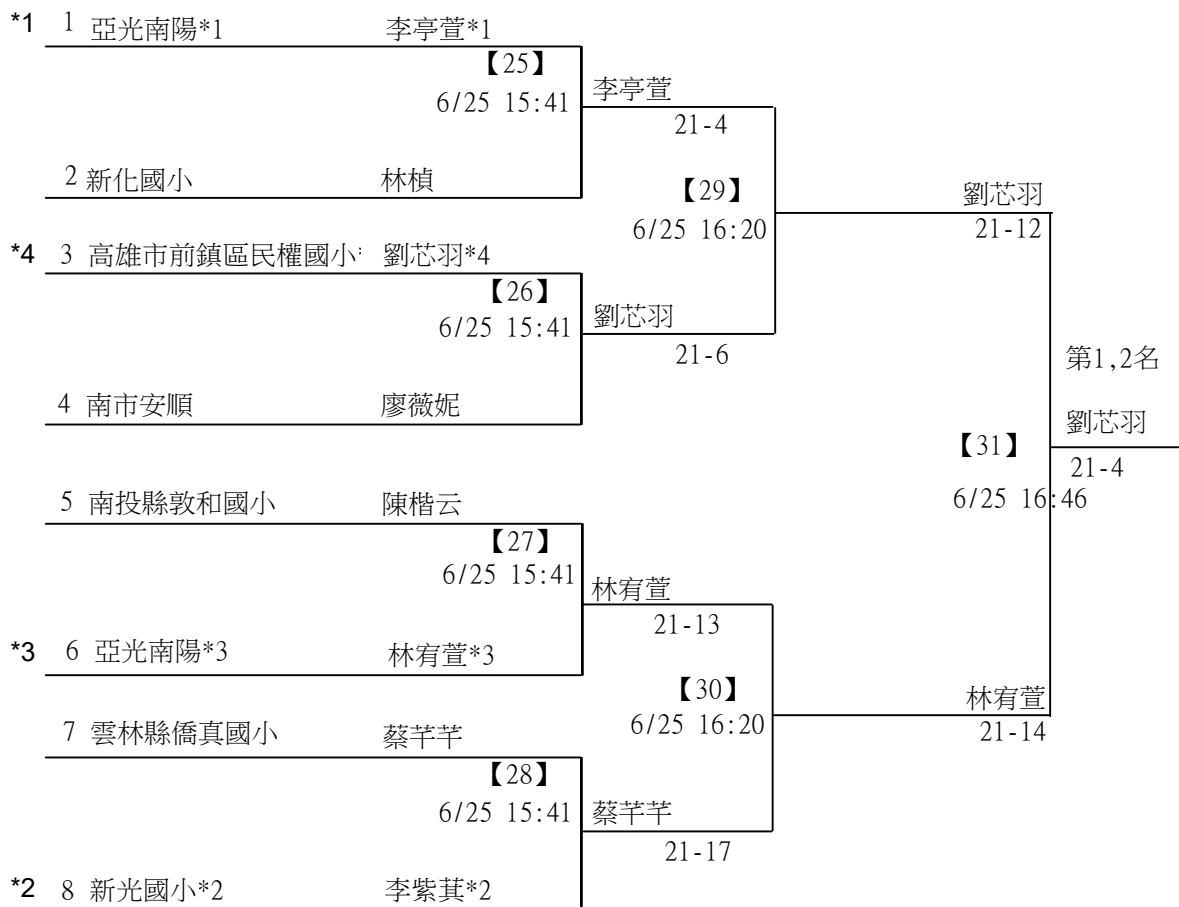 *1 1 亞光南陽*1 李亭萱*1
【25】
6/25 15:41
李亭萱
21-4
2 新化國小 林楨
【29】
6/25 16:20
劉芯羽
21-12
*4 3 高雄市前鎮區民權國小 劉芯羽*4
【26】
6/25 15:41
劉芯羽
21-6
4 南市安順 廖薇妮
第1,2名
劉芯羽
【31】
21-4
6/25 16:46
5 南投縣敦和國小 陳楷云
【27】
6/25 15:41
林宥萱
21-13
*3 6 亞光南陽*3 林宥萱*3
【30】
6/25 16:20
林宥萱
21-14
7 雲林縣僑真國小 蔡芊芊
【28】
6/25 15:41
蔡芊芊
21-17
*2 8 新光國小*2 李紫萁*2